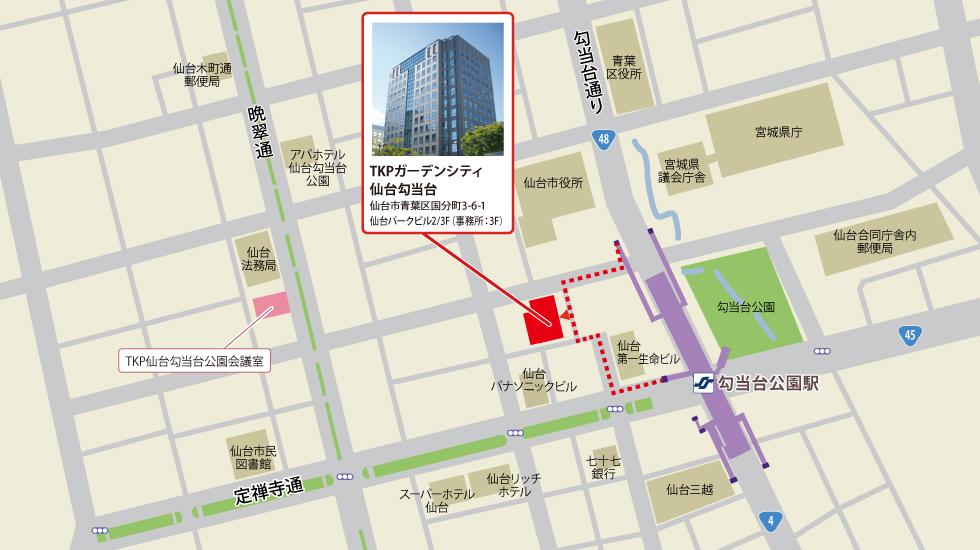 仙台木町通
郵便局
晩翠通
アパホテル
仙台勾当台
公園
TKPガーデンシティ
仙台勾当台
仙台市青葉区国分町3-6-1
仙台パークビル2/3F (事務所:3F)
勾当台通り
青葉
区役所
48
宮城県
議会庁舎
宮城県庁
仙台市役所
仙台合同庁舎内
郵便局
仙台
法務局
TKP仙台勾当台公園会議室
勾当台公園
45
仙台
第一生命ビル
仙台
パナソニックビル
勾当台公園駅
仙台市民
図書館
定禅寺通
スーパーホテル
仙台
仙台リッチ
ホテル
七十七
銀行
仙台三越
4